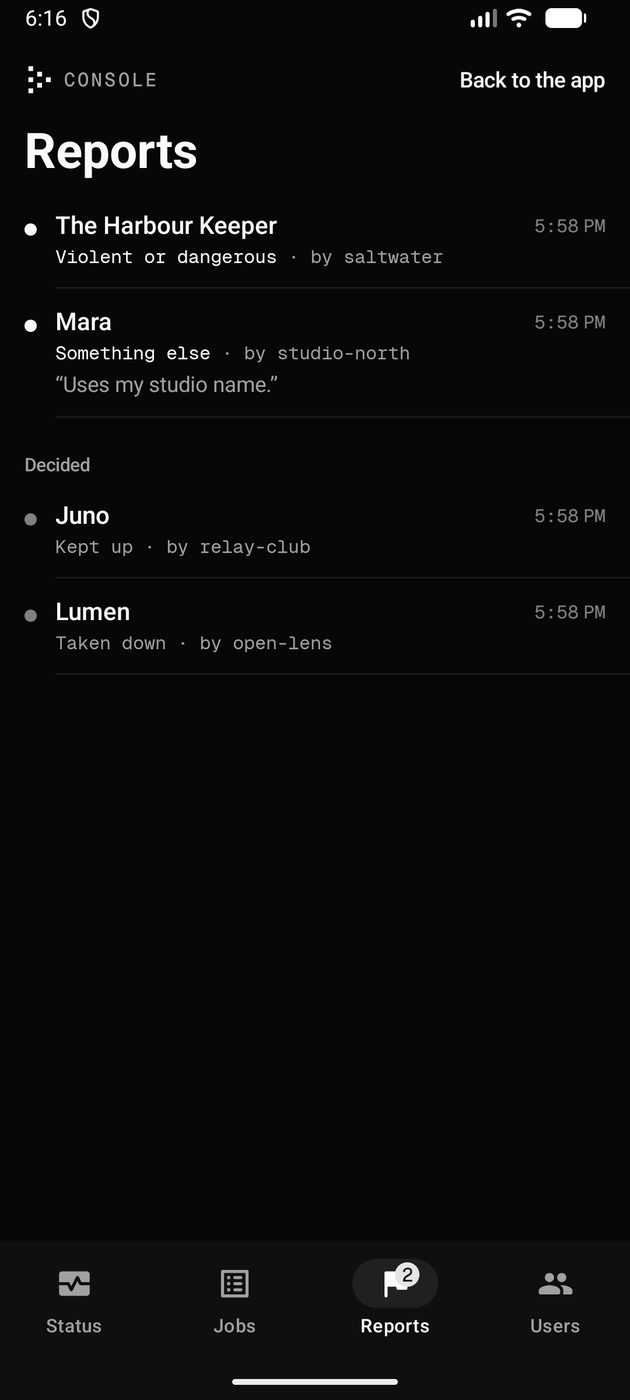 6:16
CONSOLE
Back to the app
Reports
The Harbour Keeper
5:58 PM
Violent or dangerous · by saltwater
Mara
5:58 PM
Something else · by studio-north
“Uses my studio name.”
Decided
Juno
5:58 PM
Kept up · by relay-club
Lumen
5:58 PM
Taken down · by open-lens
2
Status
Jobs
Reports
Users